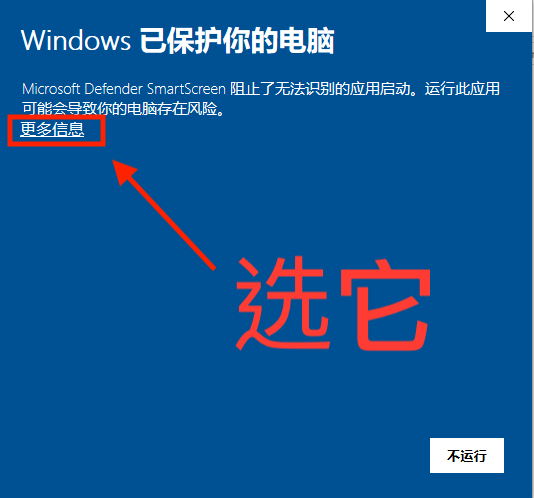 Windows 已保护你的电脑
Microsoft Defender SmartScreen 阻止了无法识别的应用启动。运行此应用
可能会导致你的电脑存在风险。
更多信息
选它
不运行